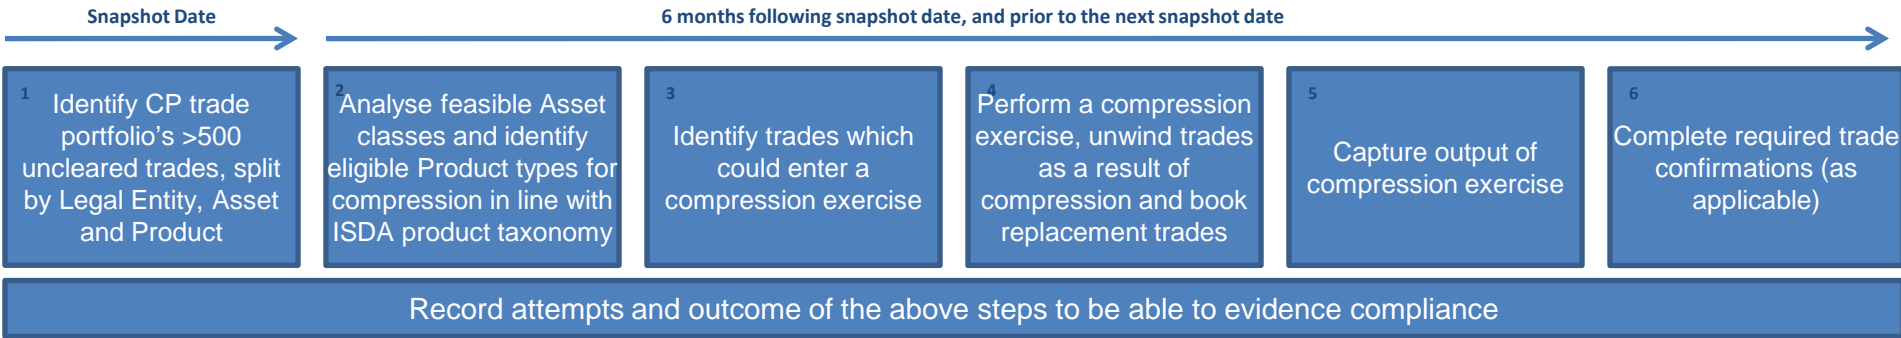 Snapshot Date
6 months following snapshot date, and prior to the next snapshot date
1
Identify CP trade
portfolio's >500
uncleared trades, split
by Legal Entity, Asset
and Product
2
Analyse feasible Asset
classes and identify
eligible Product types for
compression in line with
ISDA product taxonomy
3
Identify trades which
could enter a
compression exercise
4
Perform a compression
exercise, unwind trades
as a result of
compression and book
replacement trades
5
Capture output of
compression exercise
6
Complete required trade
confirmations (as
applicable)
Record attempts and outcome of the above steps to be able to evidence compliance